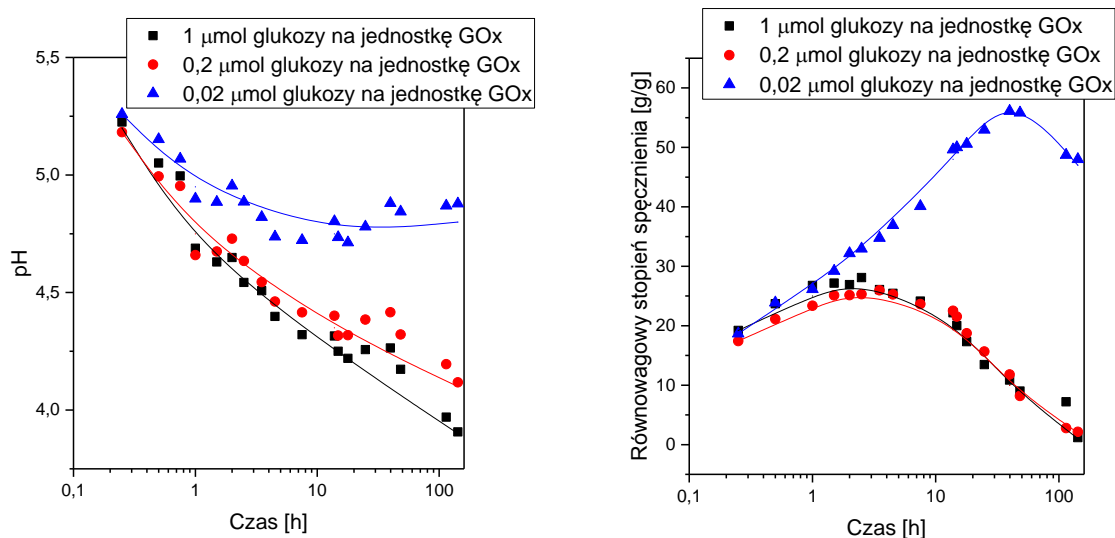 1 μmol glukozy na jednostkę GOx
0,2 μmol glukozy na jednostkę GOx
0,02 μmol glukozy na jednostkę GOx
5,5
5,0
4,5
4,0
pH
0,1
1
10
100
Czas [h]
1 μmol glukozy na jednostkę GOx
0,2 μmol glukozy na jednostkę GOx
0,02 μmol glukozy na jednostkę GOx
60
50
40
30
20
10
0
Równowagowy stopień spęcznienia [g/g]
0,1
1
10
100
Czas [h]